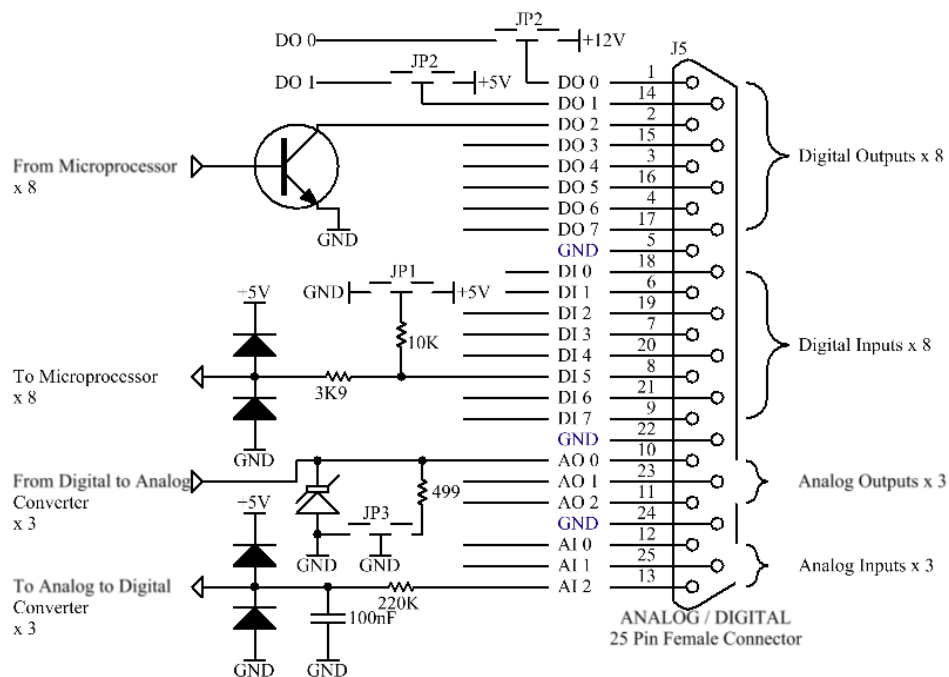 JP2
DO 0
+12V
JP2
J5
DO 1
+5V
DO 0 1
DO 1 14
DO 2 2
DO 3 15
DO 4 3
DO 5 16
DO 6 4
DO 7 17
GND 5
Digital Outputs x 8
From Microprocessor
x 8
GND
DI 0 18
DI 1 6
DI 2 19
DI 3 7
DI 4 20
DI 5 8
DI 6 21
DI 7 9
GND 22
Digital Inputs x 8
JP1
GND
+5V
+5V
10K
To Microprocessor
x 8
3K9
GND
AO 0 10
AO 1 23
AO 2 11
GND 24
Analog Outputs x 3
From Digital to Analog
Converter
x 3
499
JP3
+5V
GND
GND
AI 0 12
AI 1 25
AI 2 13
Analog Inputs x 3
To Analog to Digital
Converter
x 3
220K
100nF
GND
GND
ANALOG / DIGITAL
25 Pin Female Connector